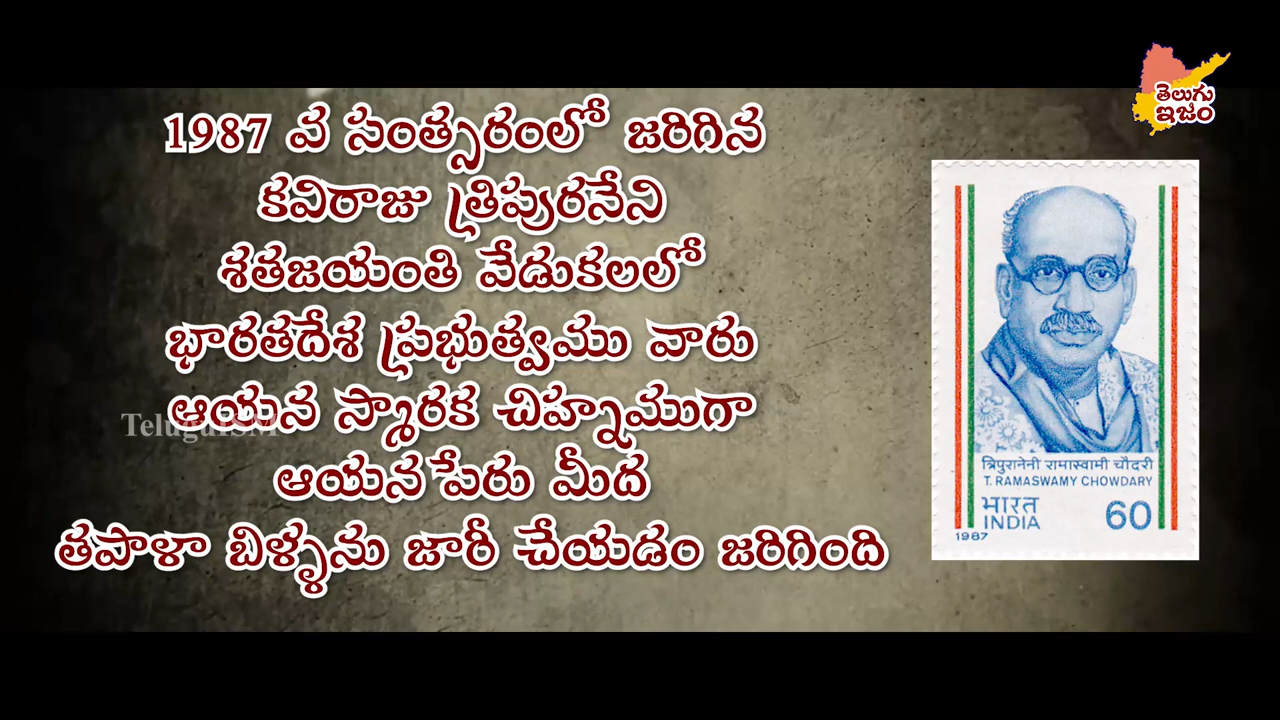 తెలుగు
ఇజం
1987 వ సంత్సరంలో జరిగిన
కవిరాజు త్రిపురనేని
శతజయంతి వేడుకలలో
భారతదేశ ప్రభుత్వము వారు
ఆయన స్మారక చిహ్నముగా
ఆయన పేరు మీద
తపాళా బిళ్ళను జారీ చేయడం జరిగింది
TeluguISM
त्रिपुरानेनी रामास्वामी चौदरी
T. RAMASWAMY CHOWDARY
भारत
INDIA 60
1987